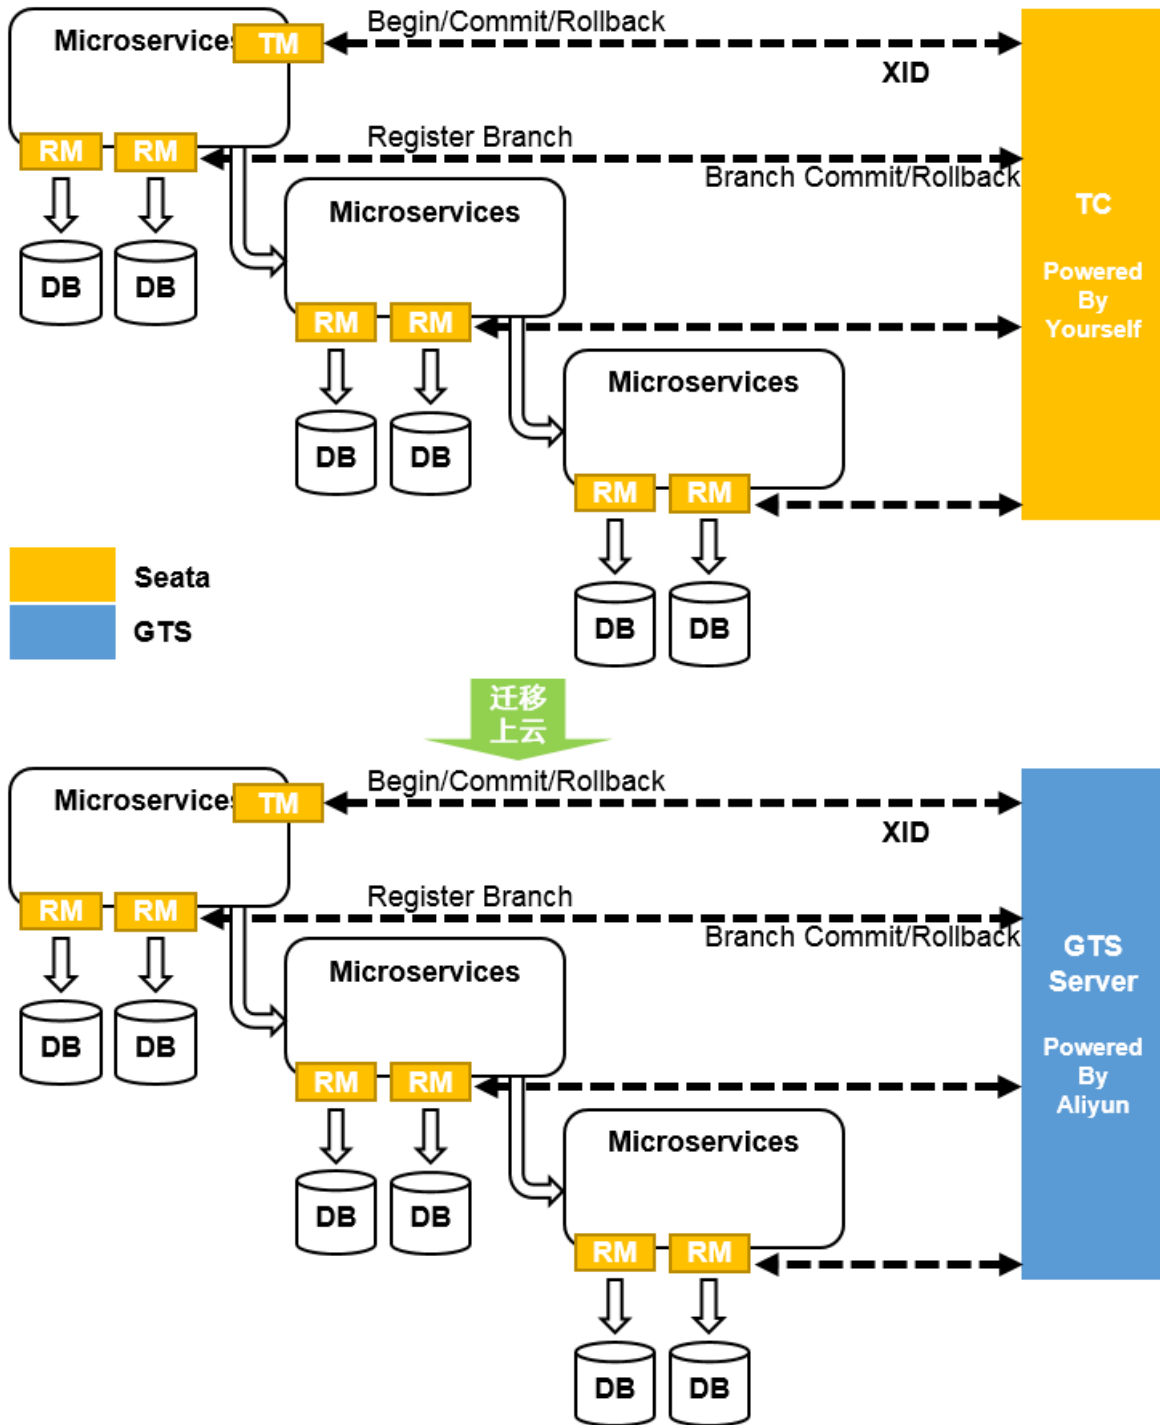 Begin/Commit/Rollback
Microservices
TM
XID
Register Branch
RM
RM
Branch Commit/Rollback
Microservices
TC
Powered
By
Yourself
DB
DB
RM
RM
Microservices
DB
DB
RM
RM
Seata
GTS
DB
DB
迁移
上云
Begin/Commit/Rollback
Microservices
TM
XID
Register Branch
RM
RM
Branch Commit/Rollback
Microservices
GTS
Server
Powered
By
Aliyun
DB
DB
RM
RM
Microservices
DB
DB
RM
RM
DB
DB